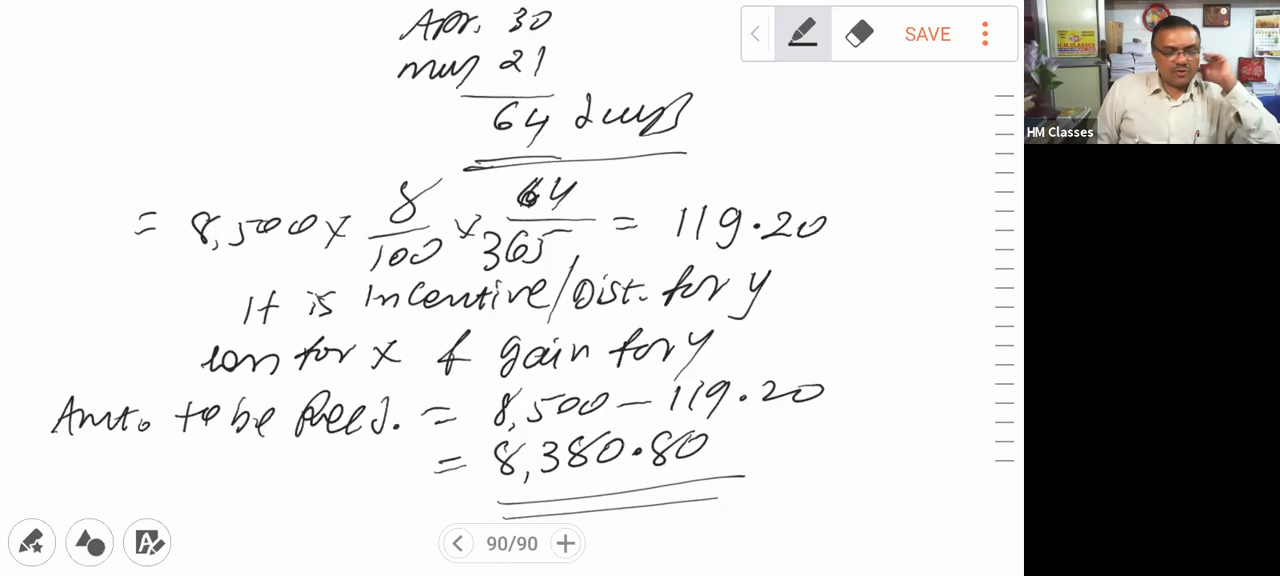 Apr. 30
may 21
64 days
= 8,500 × 8/100 × 64/365 = 119.20
It is Incentive/Dist. for y
loss for x & gain for y
Amt. to be Reed. = 8,500 - 119.20
= 8,380.80
SAVE
HM Classes
90/90